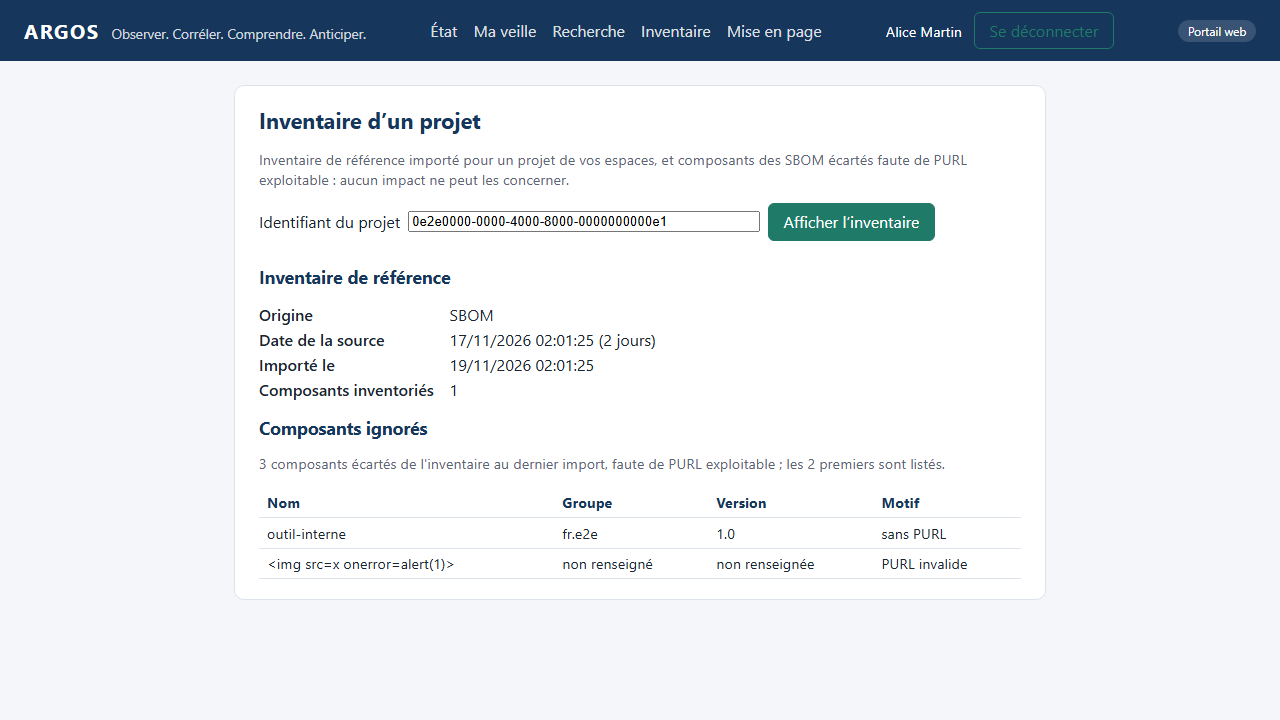 ARGOS Observer. Corréler. Comprendre. Anticiper. État Ma veille Recherche Inventaire Mise en page Alice Martin Se déconnecter Portail web
Inventaire d’un projet
Inventaire de référence importé pour un projet de vos espaces, et composants des SBOM écartés faute de PURL
exploitable : aucun impact ne peut les concerner.
Identifiant du projet 0e2e0000-0000-4000-8000-0000000000e1 Afficher l’inventaire
Inventaire de référence
Origine SBOM
Date de la source 17/11/2026 02:01:25 (2 jours)
Importé le 19/11/2026 02:01:25
Composants inventoriés 1
Composants ignorés
3 composants écartés de l'inventaire au dernier import, faute de PURL exploitable ; les 2 premiers sont listés.
Nom Groupe Version Motif
outil-interne fr.e2e 1.0 sans PURL
<img src=x onerror=alert(1)> non renseigné non renseignée PURL invalide